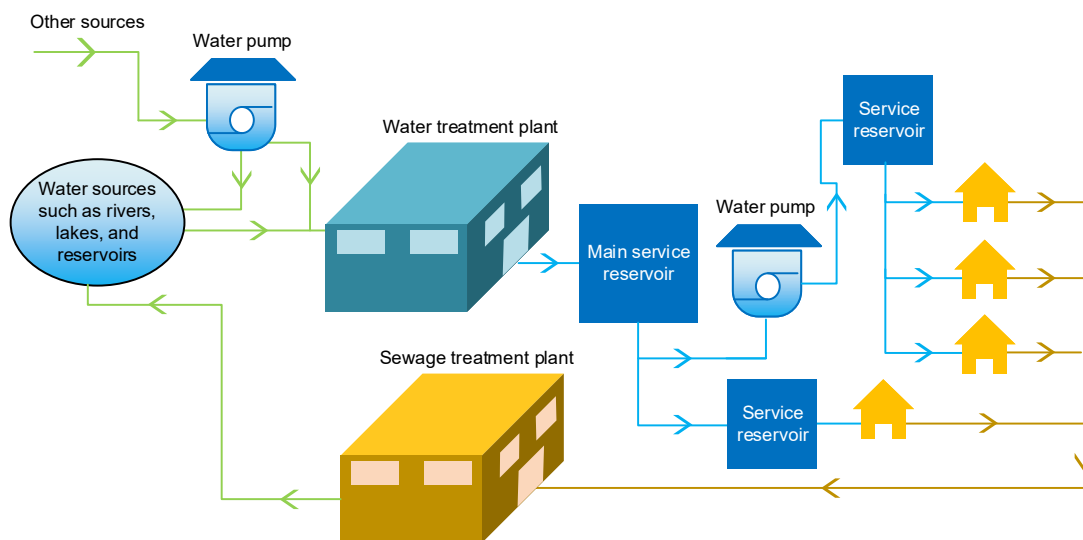 Other sources
Water pump
Water treatment plant
Service
reservoir
Water sources
such as rivers,
lakes, and
reservoirs
Water pump
Main service
reservoir
Sewage treatment plant
Service
reservoir